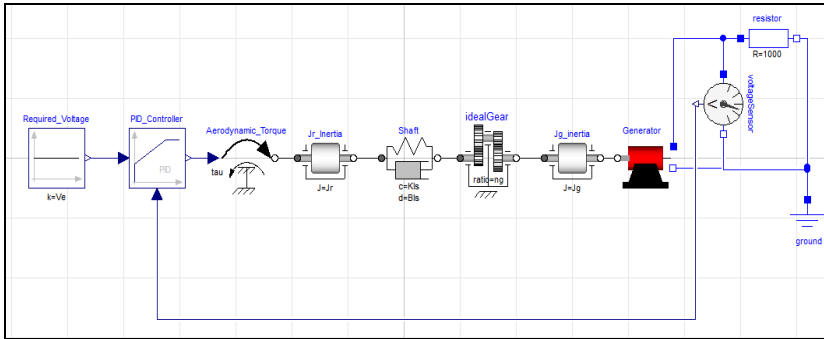 resistor
R=1000
voltageSensor
V
Required_Voltage
PID_Controller
Aerodynamic_Torque
Jr_Inertia
Shaft
idealGear
Jg_inertia
Generator
PID
tau
k=Ve
J=Jr
c=Kls
d=Bls
ratio=ng
J=Jg
ground